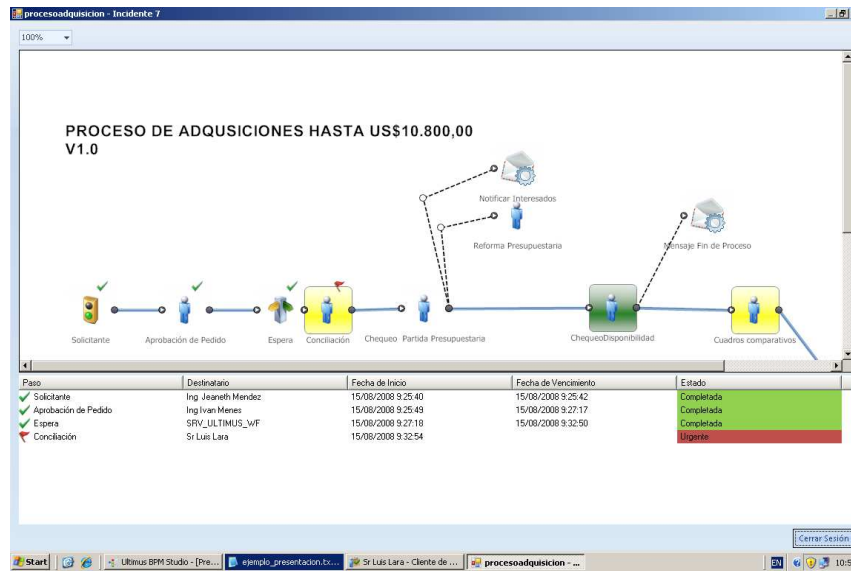 procesoadquisicion - Incidente 7
100%
PROCESO DE ADQUSICIONES HASTA US$10.800,00
V1.0
Notificar Interesados
Reforma Presupuestaria
Mensaje Fin de Proceso
Solicitante
Aprobación de Pedido
Espera
Conciliación
Chequeo Partida Presupuestaria
ChequeoDisponibilidad
Cuadros comparativos
Paso Destinatario Fecha de Inicio Fecha de Vencimiento Estado
Solicitante Ing Jeaneth Mendez 15/08/2008 9:25:40 15/08/2008 9:25:42 Completada
Aprobación de Pedido Ing Ivan Menes 15/08/2008 9:25:49 15/08/2008 9:27:17 Completada
Espera SRV_ULTIMUS_WF 15/08/2008 9:27:18 15/08/2008 9:32:50 Completada
Conciliación Sr Luis Lara 15/08/2008 9:32:54 Urgente
Cerrar Sesión
Start Ultimus BPM Studio - [Pre... ejemplo_presentacion.tx... Sr Luis Lara - Cliente de ... procesoadquisicion - ... EN 10:5